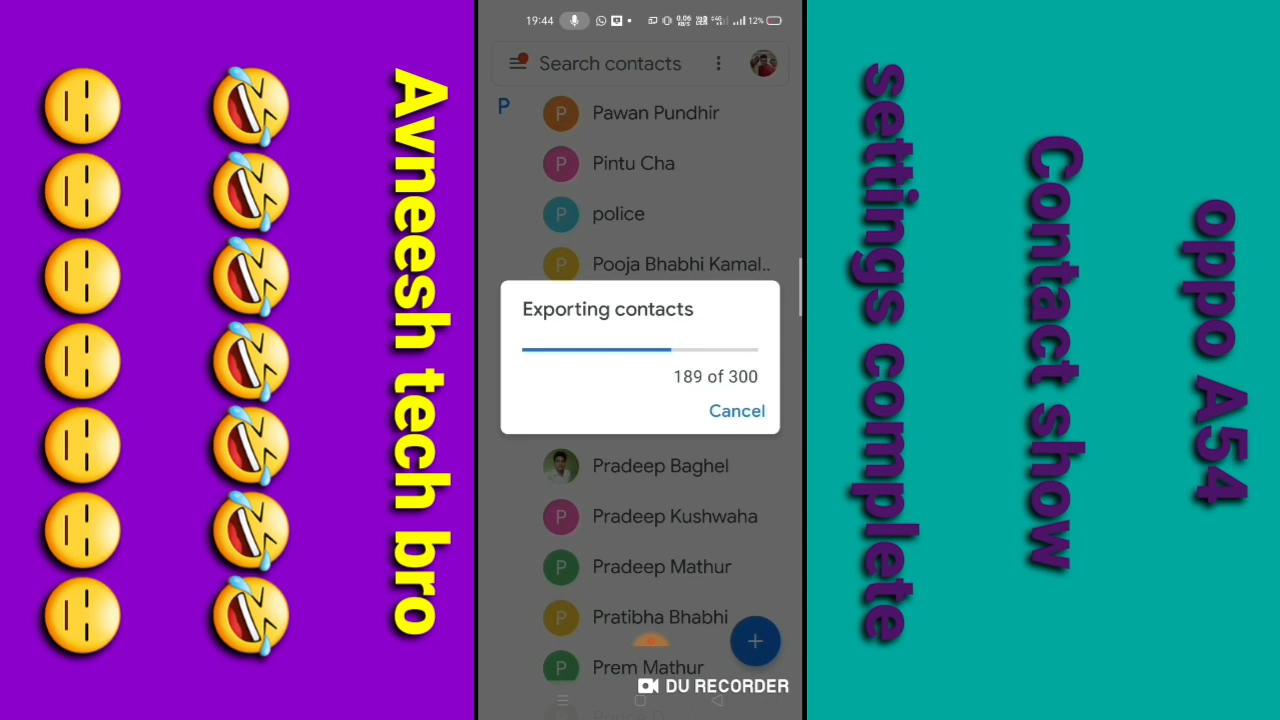 Avneesh tech bro
19:44
12%
Search contacts
P
P Pawan Pundhir
P Pintu Cha
P police
P Pooja Bhabhi Kamal..
Exporting contacts
189 of 300
Cancel
Pradeep Baghel
P Pradeep Kushwaha
P Pradeep Mathur
P Pratibha Bhabhi
P Prem Mathur
DU RECORDER
oppo A54
Contact show
settings complete